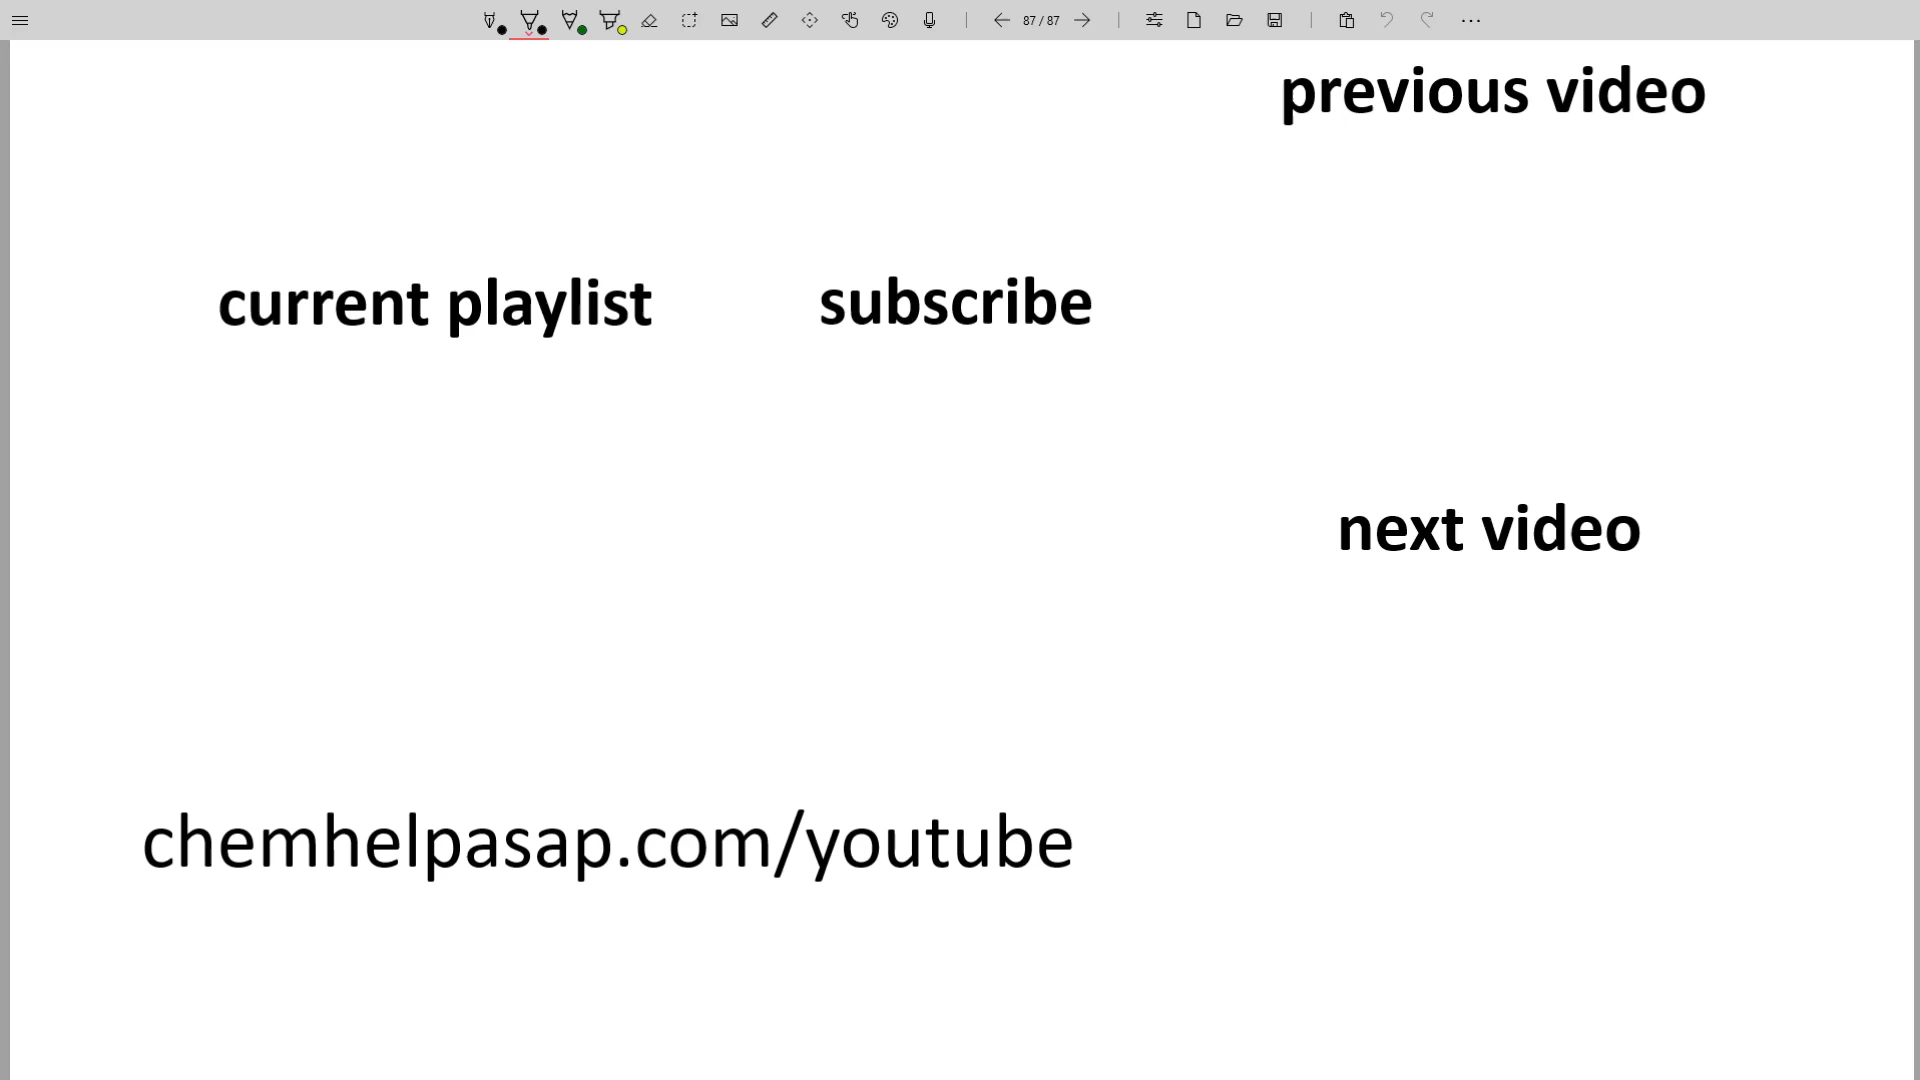 87 / 87
previous video
current playlist
subscribe
next video
chemhelpasap.com/youtube